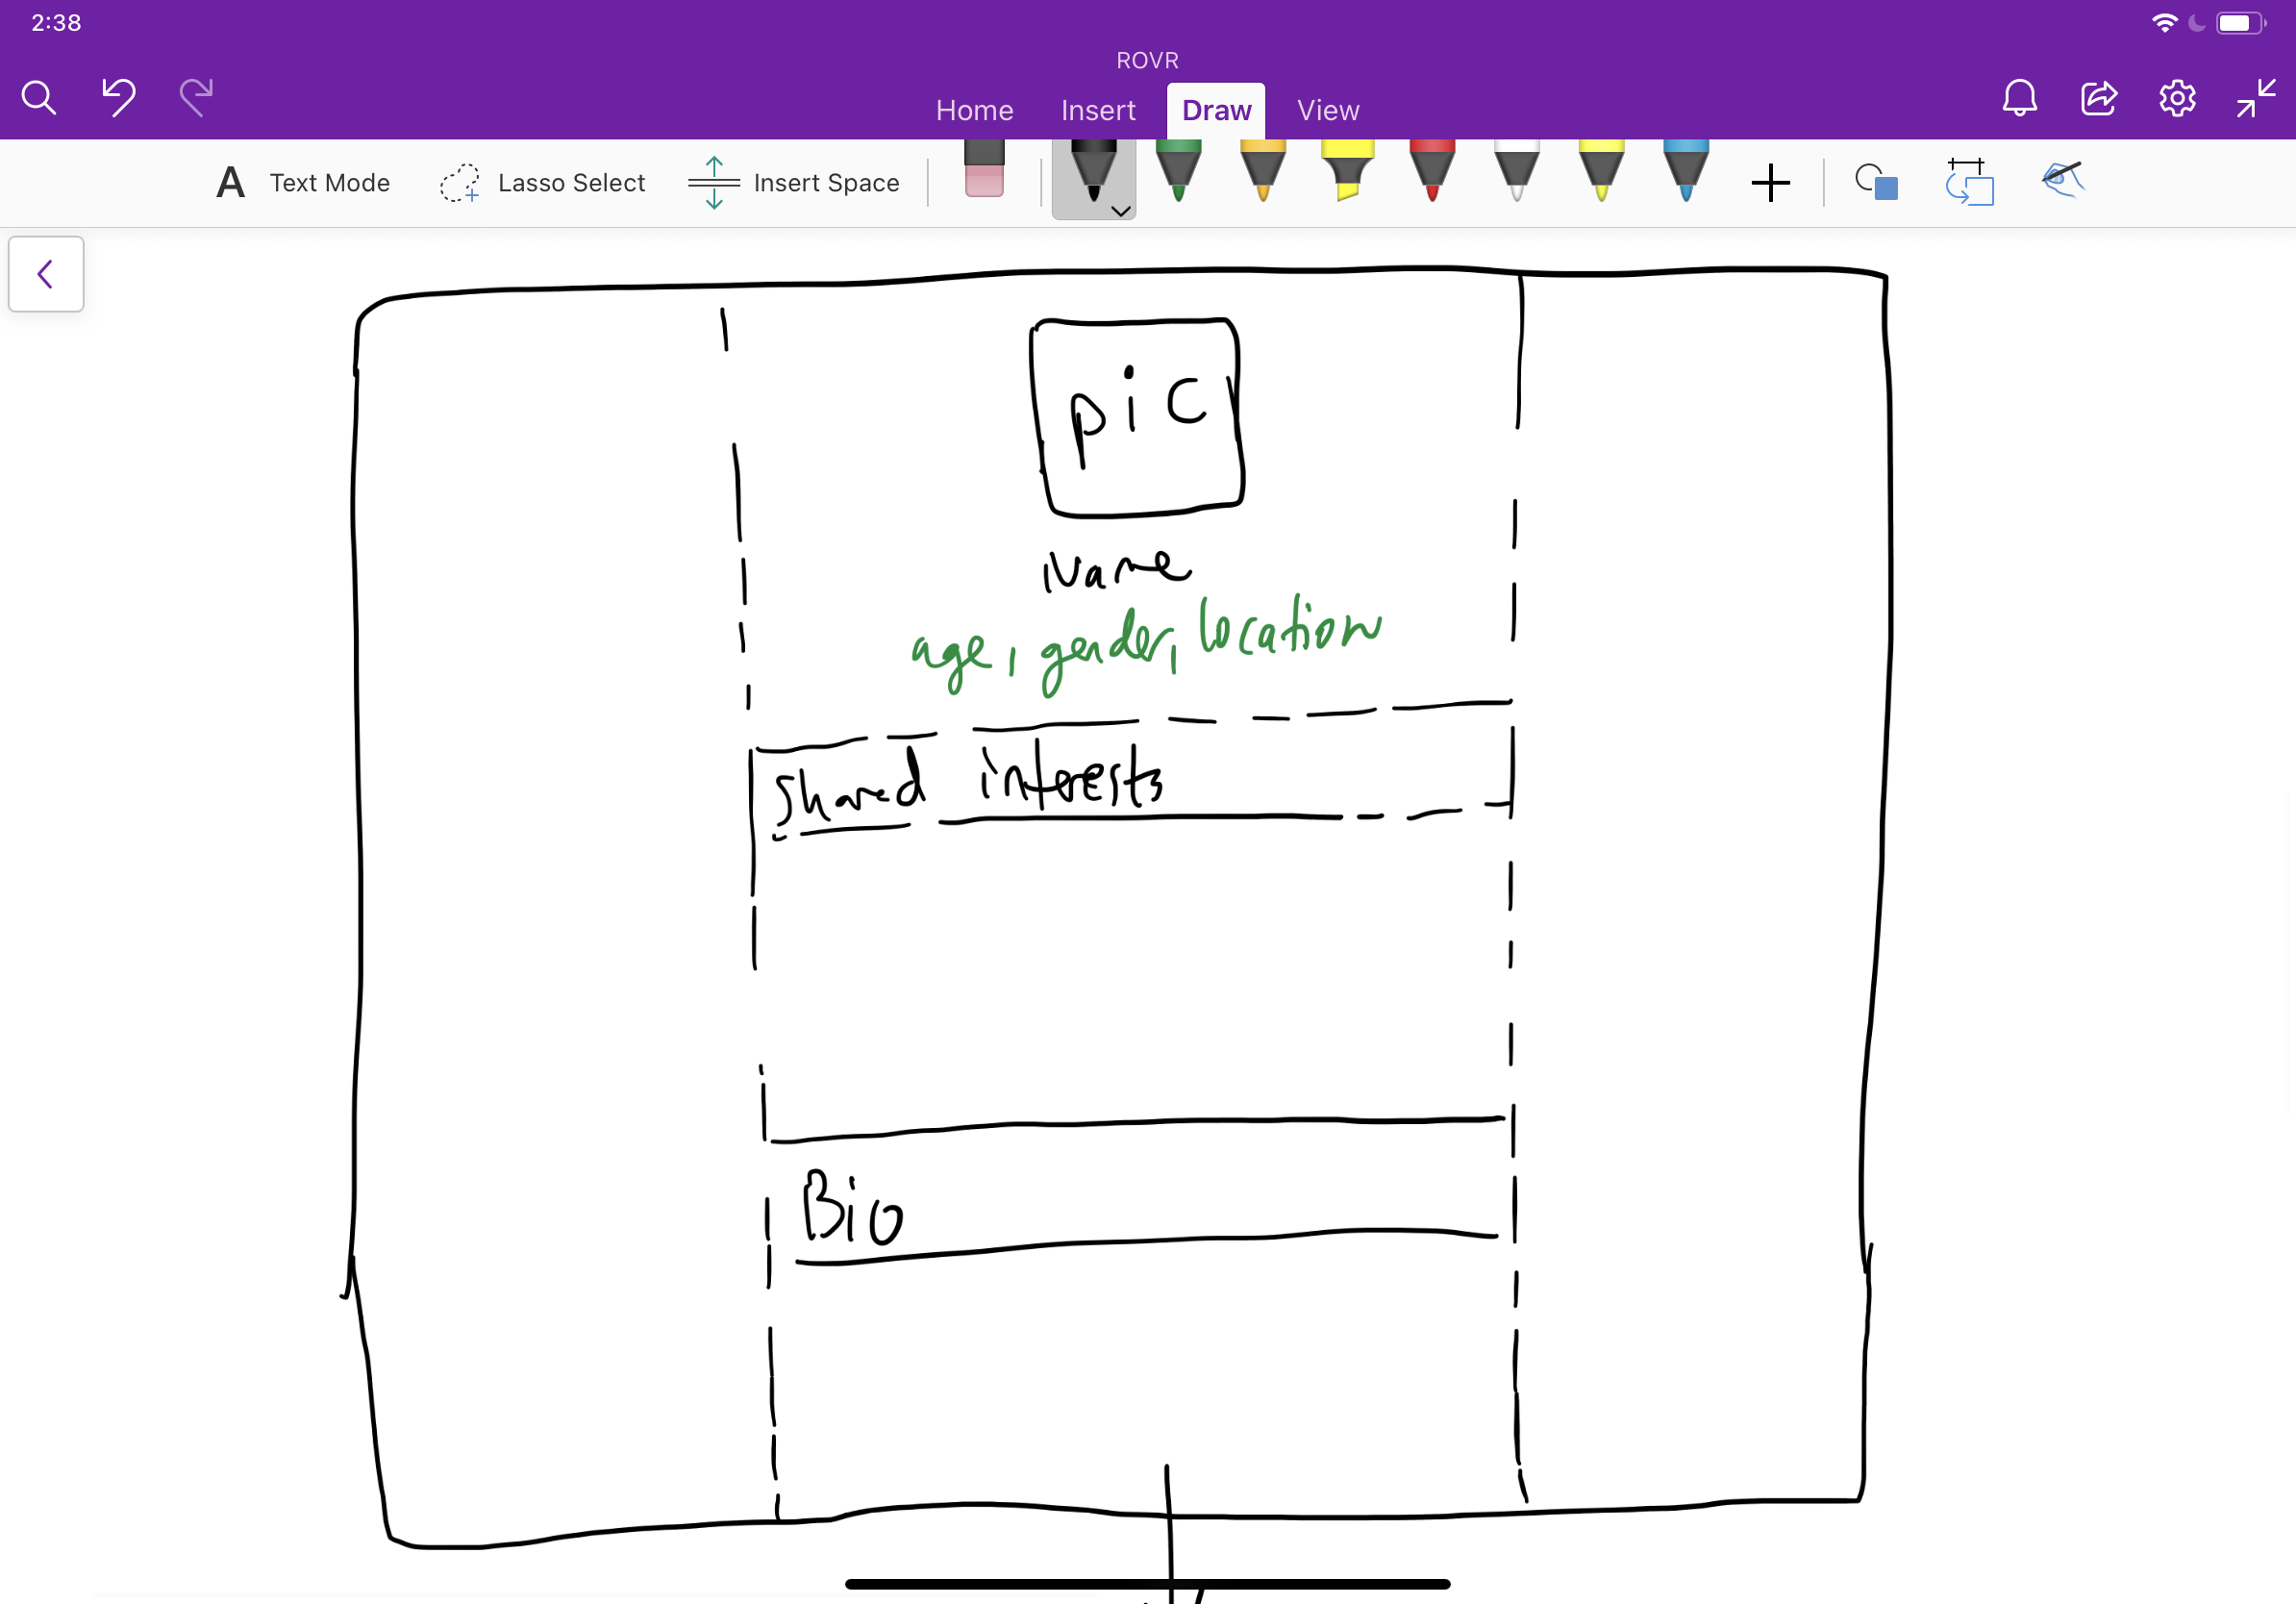 2:38
ROVR
Home Insert Draw View
A Text Mode Lasso Select Insert Space
pic
Name
age, gender, location
shared interests
Bio